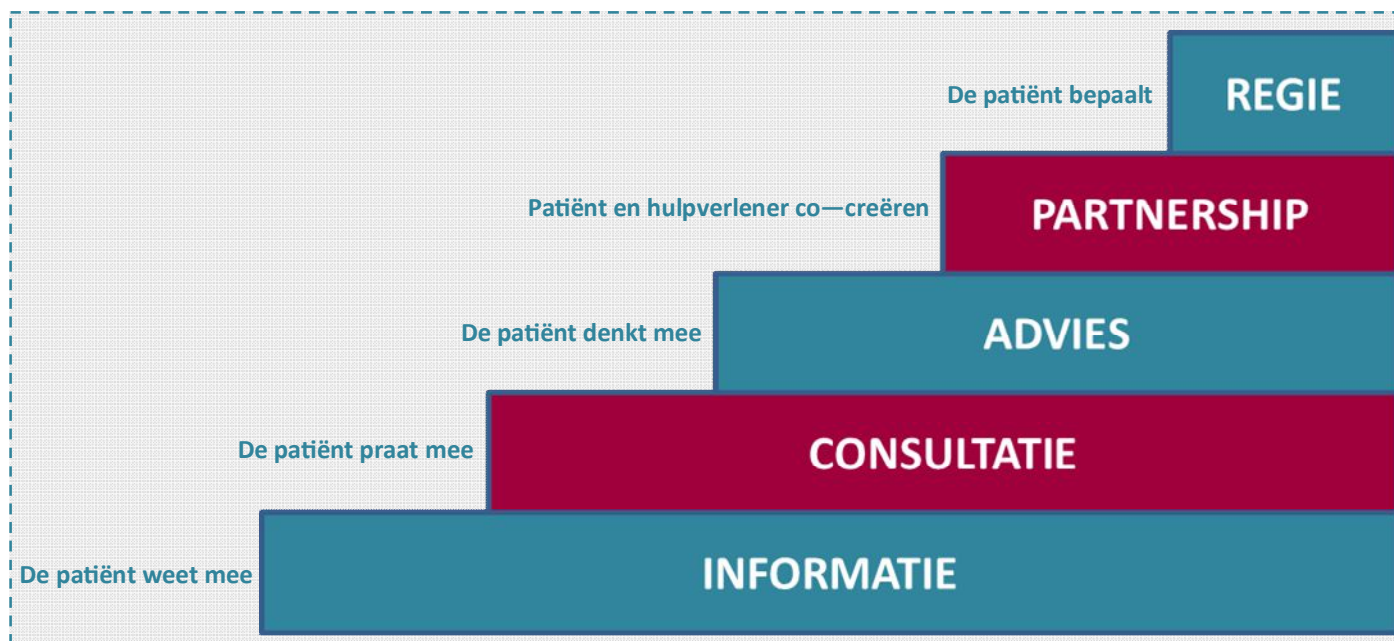 De patiënt bepaalt REGIE
Patiënt en hulpverlener co—creëren PARTNERSHIP
De patiënt denkt mee ADVIES
De patiënt praat mee CONSULTATIE
De patiënt weet mee INFORMATIE